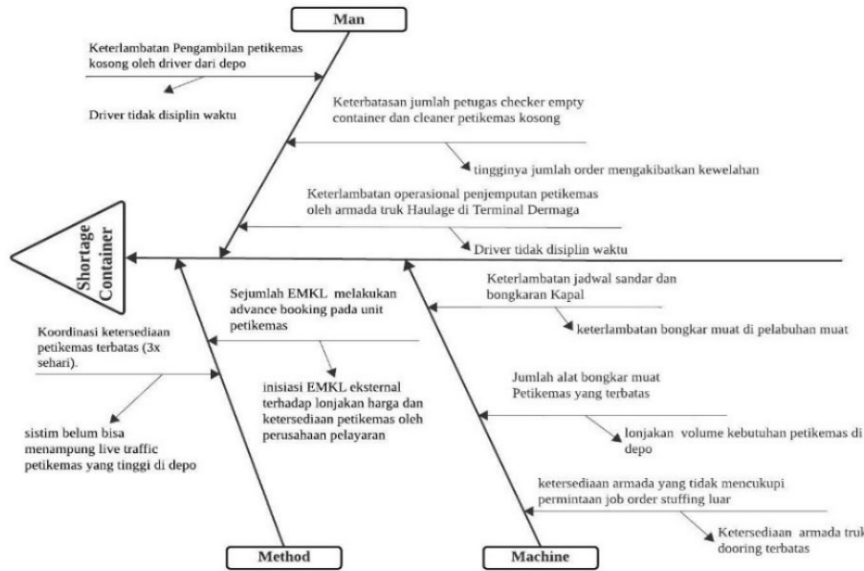 Man
Keterlambatan Pengambilan petikemas
kosong oleh driver dari depo
Driver tidak disiplin waktu
Keterbatasan jumlah petugas checker empty
container dan cleaner petikemas kosong
tingginya jumlah order mengakibatkan kewelahan
Keterlambatan operasional penjemputan petikemas
oleh armada truk Haulage di Terminal Dermaga
Driver tidak disiplin waktu
Shortage
Container
Sejumlah EMKL melakukan
advance booking pada unit
petikemas
inisiasi EMKL eksternal
terhadap lonjakan harga dan
ketersediaan petikemas oleh
perusahaan pelayaran
Koordinasi ketersediaan
petikemas terbatas (3x
sehari).
sistim belum bisa
menampung live traffic
petikemas yang tinggi di depo
Method
Keterlambatan jadwal sandar dan
bongkaran Kapal
keterlambatan bongkar muat di pelabuhan muat
Jumlah alat bongkar muat
Petikemas yang terbatas
lonjakan volume kebutuhan petikemas di
depo
ketersediaan armada yang tidak mencukupi
permintaan job order stuffing luar
Ketersediaan armada truk
dooring terbatas
Machine